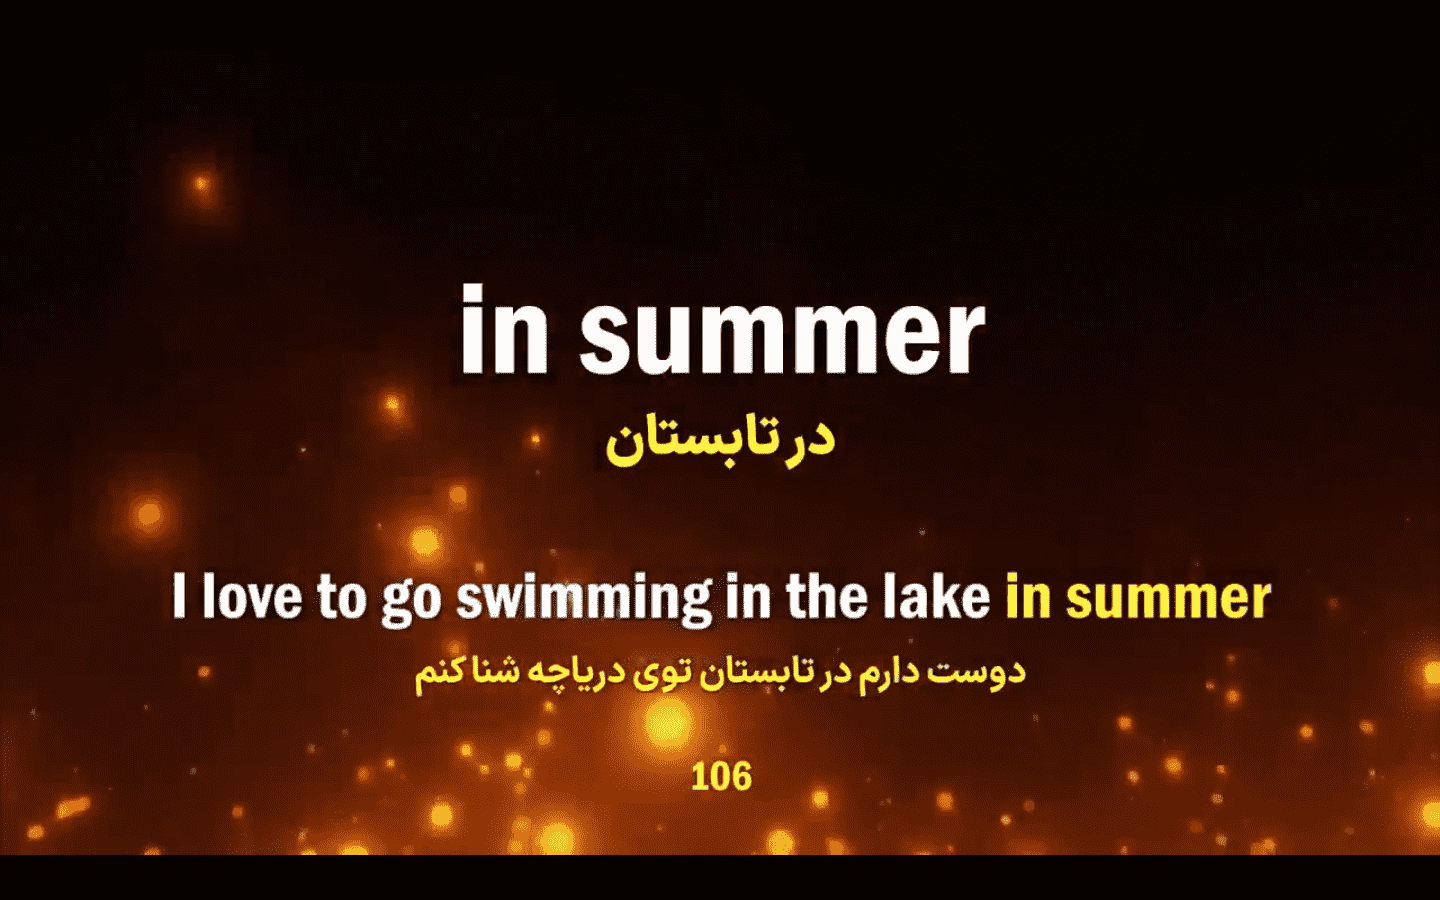 in summer
در تابستان
I love to go swimming in the lake in summer
دوست دارم در تابستان توی دریاچه شنا کنم
106